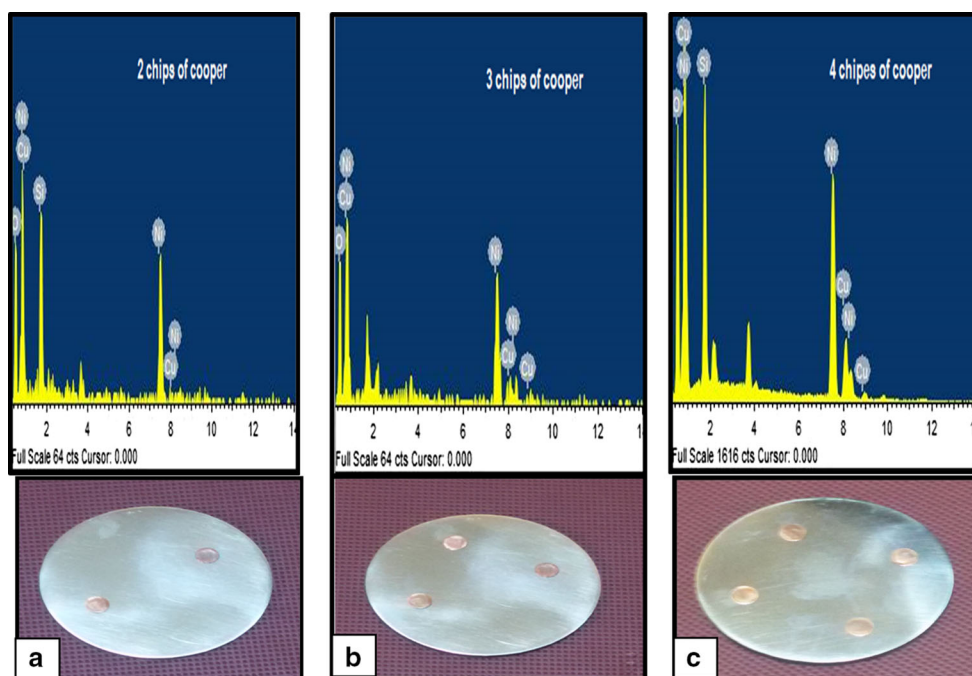 2 chips of cooper
Ni
Cu
Si
O
Ni
Ni
Cu
2 4 6 8 10 12 14
Full Scale 64 cts Cursor: 0.000
3 chips of cooper
Ni
Cu
O
Ni
Ni
Cu
Cu
2 4 6 8 10 12 14
Full Scale 64 cts Cursor: 0.000
4 chipes of cooper
Cu
Ni
Si
O
Ni
Cu
Ni
Cu
2 4 6 8 10 12
Full Scale 1616 cts Cursor: 0.000
a
b
c